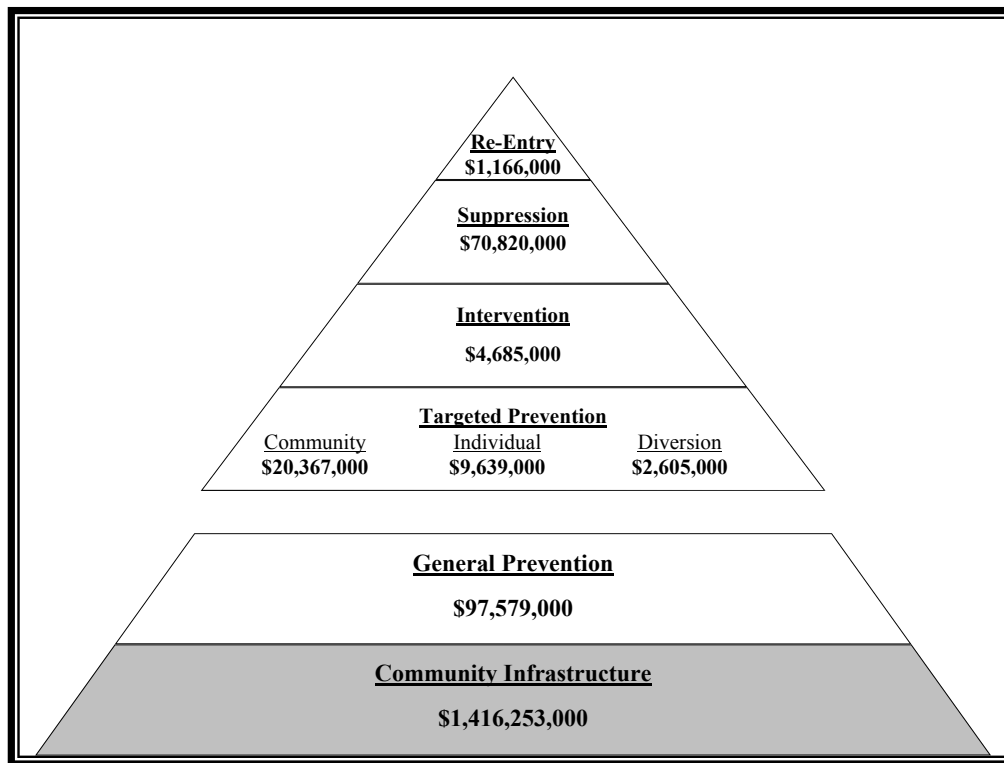 Re-Entry
$1,166,000
Suppression
$70,820,000
Intervention
$4,685,000
Targeted Prevention
Community Individual Diversion
$20,367,000 $9,639,000 $2,605,000
General Prevention
$97,579,000
Community Infrastructure
$1,416,253,000